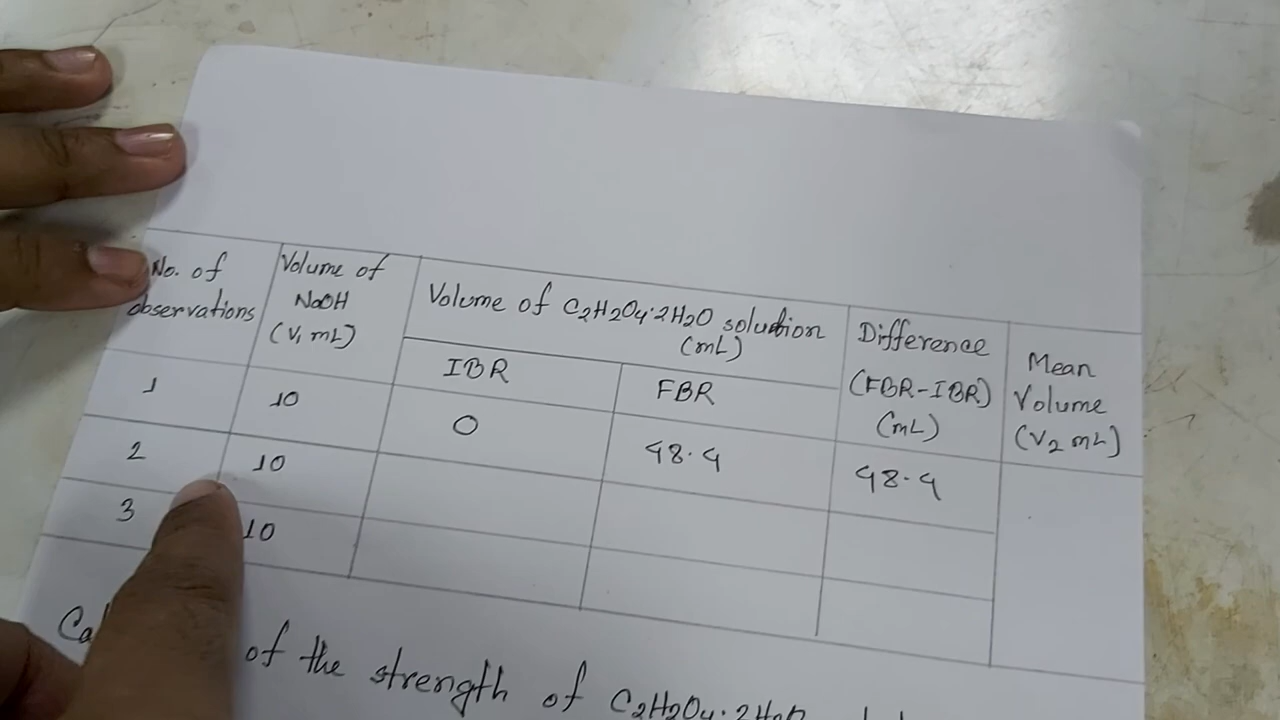 No. of
observations
Volume of
NaOH
(V₁ mL)
Volume of C₂H₂O₄·2H₂O solution
(mL)
IBR
FBR
Difference
(FBR-IBR)
(mL)
Mean
Volume
(V₂ mL)
1
10
0
48.4
48.4
2
10
3
10
of the strength of C₂H₂O₄·2H₂O